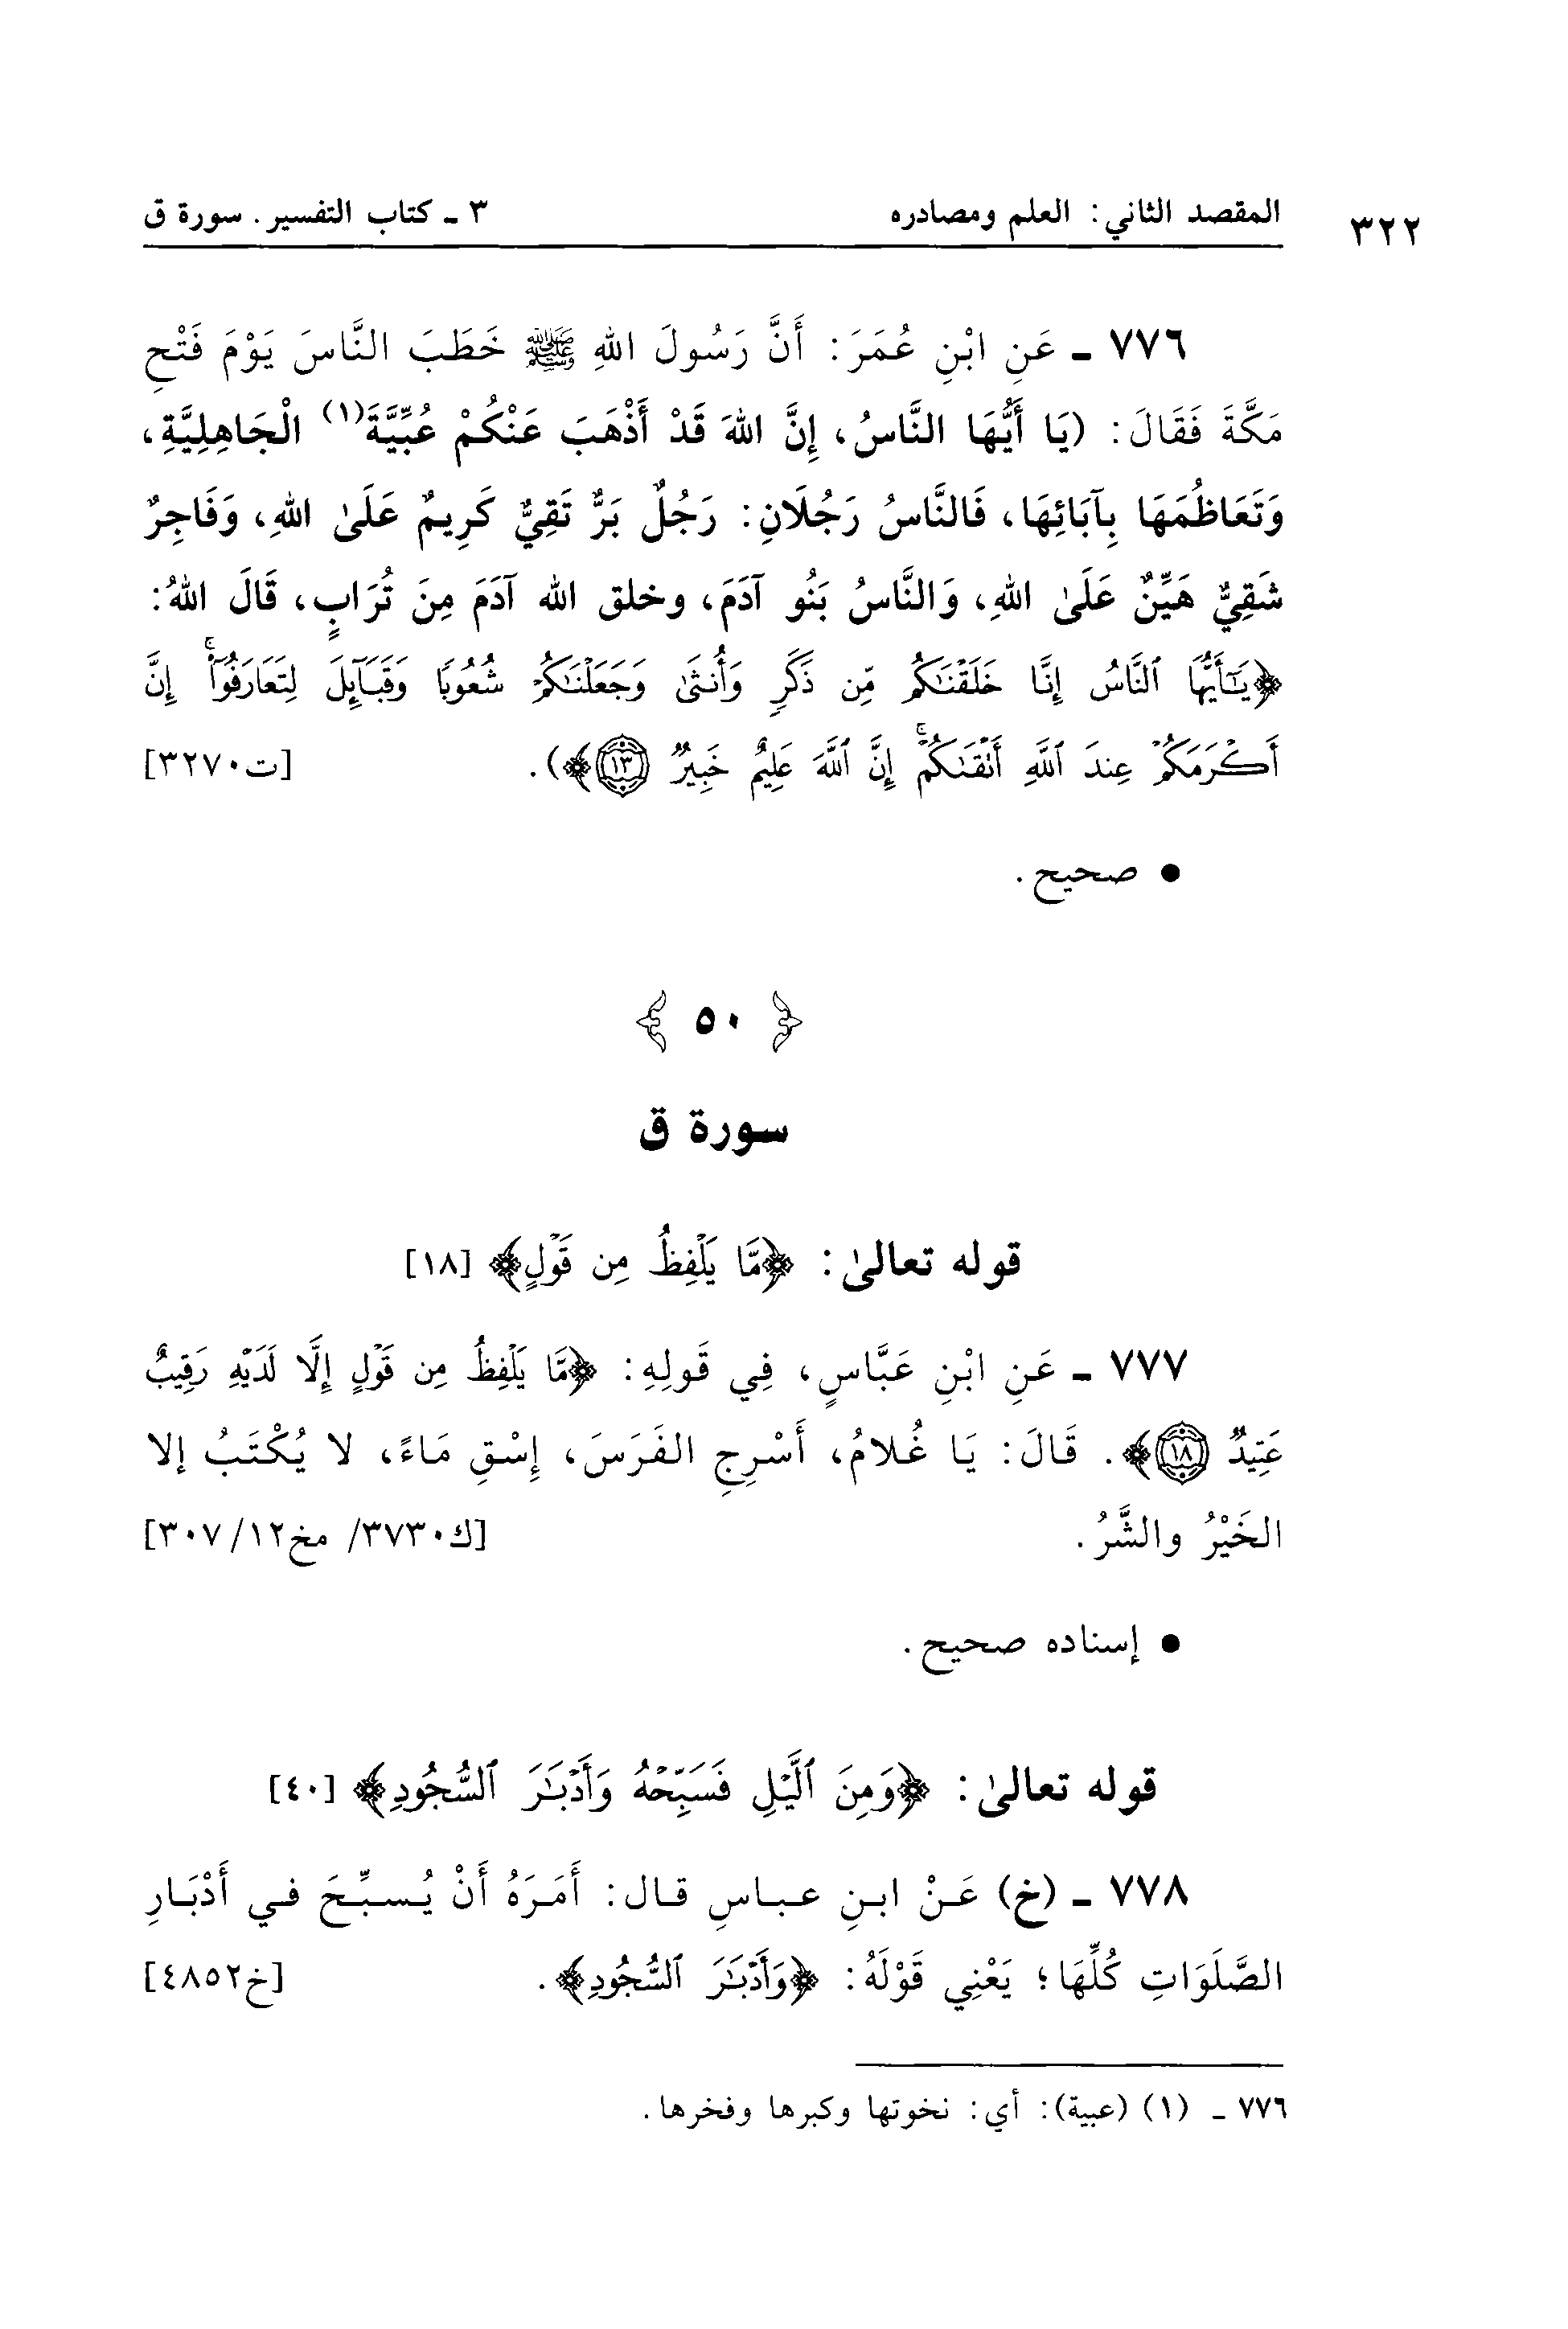 ٣٢٢ المقصد الثاني: العلم ومصادره ٣ ـ كتاب التفسير. سورة ق
٧٧٦ ـ عَنِ ابْنِ عُمَرَ: أَنَّ رَسُولَ اللهِ ﷺ خَطَبَ النَّاسَ يَوْمَ فَتْحِ
مَكَّةَ فَقَالَ: (يَا أَيُّهَا النَّاسُ، إِنَّ اللهَ قَدْ أَذْهَبَ عَنْكُمْ عُبِّيَّةَ(١) الْجَاهِلِيَّةِ،
وَتَعَاظُمَهَا بِآبَائِهَا، فَالنَّاسُ رَجُلَانِ: رَجُلٌ بَرٌّ تَقِيٌّ كَرِيمٌ عَلَىٰ اللهِ، وَفَاجِرٌ
شَقِيٌّ هَيِّنٌ عَلَىٰ اللهِ، وَالنَّاسُ بَنُو آدَمَ، وخلق الله آدَمَ مِنَ تُرَابٍ، قَالَ اللهُ:
﴿يَٰٓأَيُّهَا ٱلنَّاسُ إِنَّا خَلَقْنَٰكُم مِّن ذَكَرٍ وَأُنثَىٰ وَجَعَلْنَٰكُمْ شُعُوبًا وَقَبَآئِلَ لِتَعَارَفُوٓا۟ۚ إِنَّ
أَكْرَمَكُمْ عِندَ ٱللَّهِ أَتْقَىٰكُمْۚ إِنَّ ٱللَّهَ عَلِيمٌ خَبِيرٌ ١٣﴾). [ت٣٢٧٠]
● صحيح.
﴿ ٥٠ ﴾
سورة ق
قوله تعالىٰ: ﴿مَّا يَلْفِظُ مِن قَوْلٍ﴾ [١٨]
٧٧٧ ـ عَنِ ابْنِ عَبَّاسٍ، فِي قَولِهِ: ﴿مَّا يَلْفِظُ مِن قَوْلٍ إِلَّا لَدَيْهِ رَقِيبٌ
عَتِيدٌ ١٨﴾. قَالَ: يَا غُلامُ، أَسْرِجِ الفَرَسَ، إِسْقِ مَاءً، لا يُكْتَبُ إلا
الخَيْرُ والشَّرُ. [ك٣٧٣٠/ مخ١٢/ ٣٠٧]
● إسناده صحيح.
قوله تعالىٰ: ﴿وَمِنَ ٱلَّيْلِ فَسَبِّحْهُ وَأَدْبَٰرَ ٱلسُّجُودِ﴾ [٤٠]
٧٧٨ ـ (خ) عَنْ ابنِ عباسِ قال: أَمَرَهُ أَنْ يُسبِّحَ في أَدْبَارِ
الصَّلَوَاتِ كُلِّهَا؛ يَعْنِي قَوْلَهُ: ﴿وَأَدْبَٰرَ ٱلسُّجُودِ﴾. [خ٤٨٥٢]
٧٧٦ ـ (١) (عبية): أي: نخوتها وكبرها وفخرها.